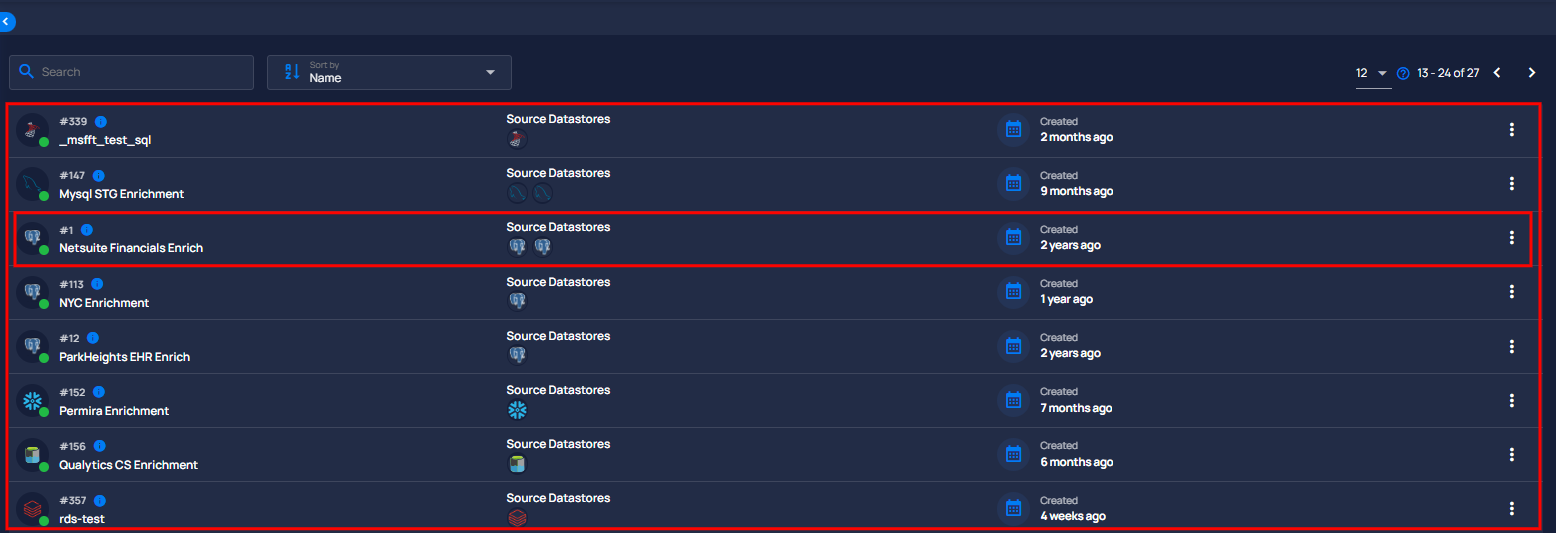 Search
Sort by
Name
12
13 - 24 of 27
#339
_msfft_test_sql
Source Datastores
Created
2 months ago
#147
Mysql STG Enrichment
Source Datastores
Created
9 months ago
#1
Netsuite Financials Enrich
Source Datastores
Created
2 years ago
#113
NYC Enrichment
Source Datastores
Created
1 year ago
#12
ParkHeights EHR Enrich
Source Datastores
Created
2 years ago
#152
Permira Enrichment
Source Datastores
Created
7 months ago
#156
Qualytics CS Enrichment
Source Datastores
Created
6 months ago
#357
rds-test
Source Datastores
Created
4 weeks ago